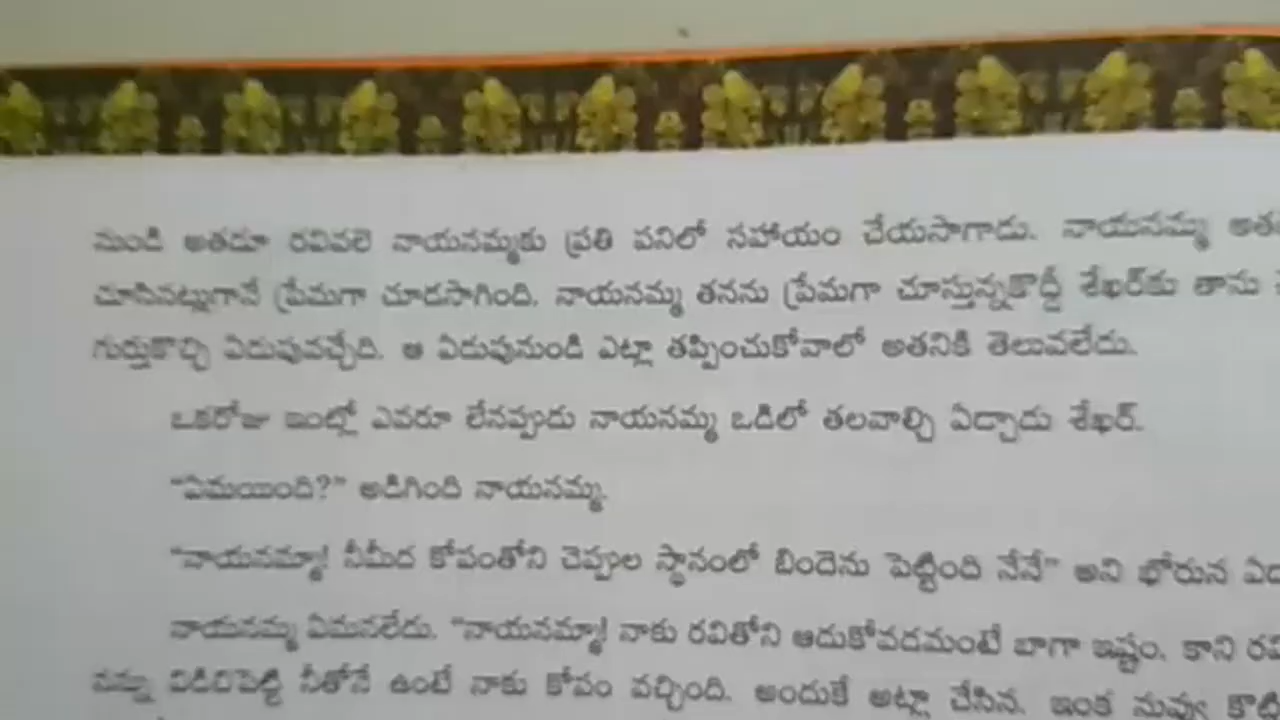 నుండి అతడూ రవివలె నాయనమ్మకు ప్రతి పనిలో సహాయం చేయసాగాడు. నాయనమ్మ
చూసినట్లుగానే ప్రేమగా చూడసాగింది. నాయనమ్మ తనను ప్రేమగా చూస్తున్నకొద్దీ శేఖర్‌కు తాను
గుర్తుకొచ్చి ఏడుపువచ్చేది. ఆ ఏడుపునుండి ఎట్లా తప్పించుకోవాలో అతనికి తెలువలేదు.
ఒకరోజు ఇంట్లో ఎవరూ లేనప్పుడు నాయనమ్మ ఒడిలో తలవాల్చి ఏడ్చాడు శేఖర్.
"ఏమయింది?" అడిగింది నాయనమ్మ.
"నాయనమ్మా! నీమీద కోపంతోని చెప్పుల స్థానంలో బిందెను పెట్టింది నేనే" అని భోరున
నాయనమ్మ ఏమనలేదు. "నాయనమ్మా! నాకు రవితోని ఆడుకోవడమంటే బాగా ఇష్టం. కాని
నన్ను విడిచిపెట్టి నీతోనే ఉంటే నాకు కోపం వచ్చింది. అందుకే అట్లా చేసిన. ఇంక నువ్వు